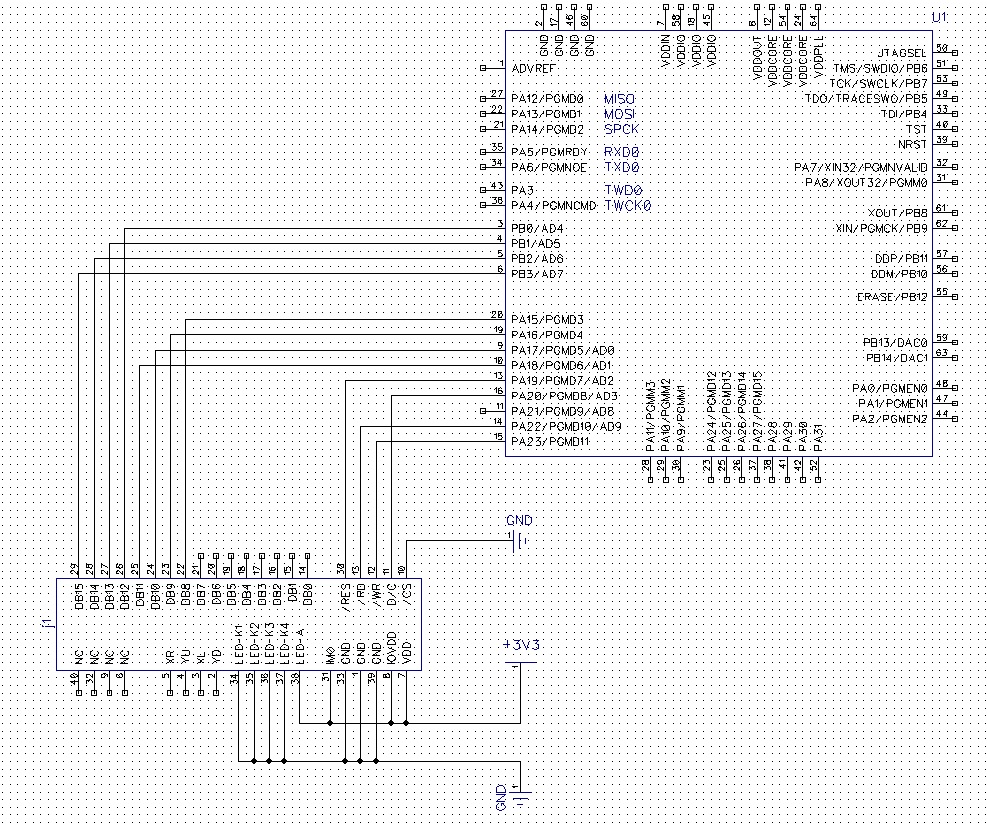 U1
2 17 46 60 7 58 18 45 8 12 54 24 64
GND GND GND GND VDDIN VDDIO VDDIO VDDIO VDDOUT VDDCORE VDDCORE VDDCORE VDDPLL
1 ADVREF
27 PA12/PGMD0 MISO
22 PA13/PGMD1 MOSI
21 PA14/PGMD2 SPCK
35 PA5/PGMRDY RXD0
34 PA6/PGMNOE TXD0
43 PA3 TWD0
36 PA4/PGMNCMD TWCK0
3 PB0/AD4
4 PB1/AD5
5 PB2/AD6
6 PB3/AD7
20 PA15/PGMD3
19 PA16/PGMD4
9 PA17/PGMD5/AD0
10 PA18/PGMD6/AD1
13 PA19/PGMD7/AD2
16 PA20/PGMD8/AD3
11 PA21/PGMD9/AD8
14 PA22/PGMD10/AD9
15 PA23/PGMD11
JTAGSEL 50
TMS/SWDIO/PB6 51
TCK/SWCLK/PB7 53
TDO/TRACESWO/PB5 49
TDI/PB4 33
TST 40
NRST 39
PA7/XIN32/PGMNVALID 32
PA8/XOUT32/PGMM0 31
XOUT/PB8 61
XIN/PGMCK/PB9 62
DDP/PB11 57
DDM/PB10 56
ERASE/PB12 55
PB13/DAC0 59
PB14/DAC1 63
PA0/PGMEN0 48
PA1/PGMEN1 47
PA2/PGMEN2 44
PA11/PGMM3 PA10/PGMM2 PA9/PGMM1 PA24/PGMD12 PA25/PGMD13 PA26/PGMD14 PA27/PGMD15 PA28 PA29 PA30 PA31
28 29 30 23 25 26 37 38 41 42 52
GND
1
29 28 27 26 25 24 23 22 21 20 19 18 17 16 15 14 30 13 12 11 10
DB15 DB14 DB13 DB12 DB11 DB10 DB9 DB8 DB7 DB6 DB5 DB4 DB3 DB2 DB1 DB0 /RES /RD /WR D/C /CS
j1
NC NC NC NC XR YU XL YD LED-K1 LED-K2 LED-K3 LED-K4 LED-A IM0 GND GND GND IOVDD VDD
40 32 9 6 5 4 3 2 34 35 36 37 38 31 33 1 39 8 7
+3V3
1
GND
1